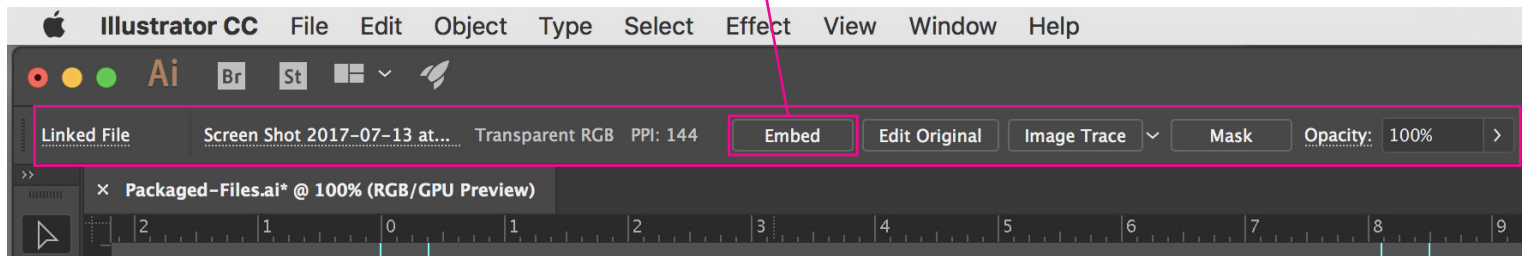 Illustrator CC File Edit Object Type Select Effect View Window Help
Ai Br St
Linked File Screen Shot 2017-07-13 at... Transparent RGB PPI: 144 Embed Edit Original Image Trace Mask Opacity: 100%
× Packaged-Files.ai* @ 100% (RGB/GPU Preview)
2 1 0 1 2 3 4 5 6 7 8 9